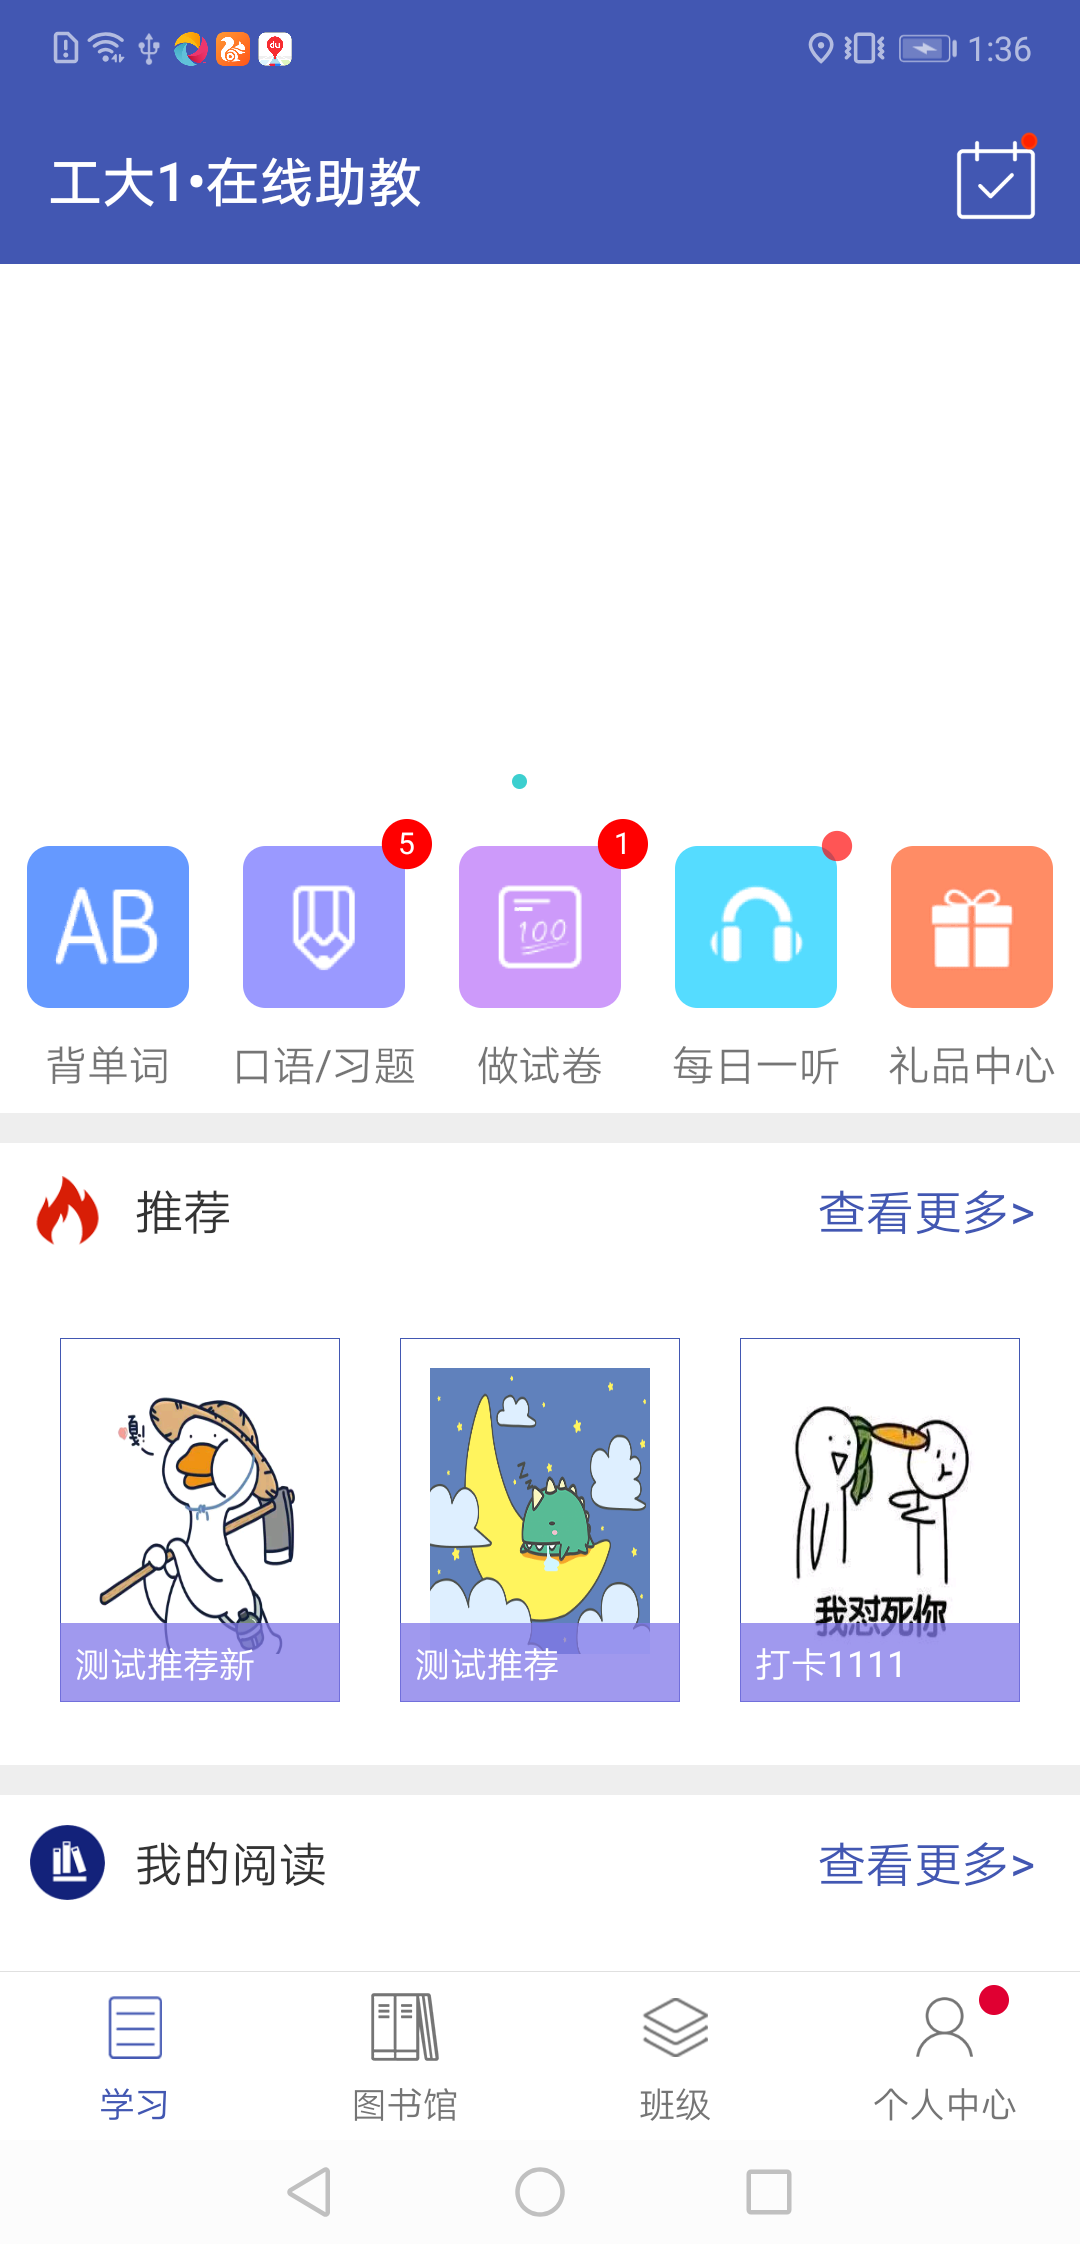 1:36
工大1•在线助教
5
1
AB
100
背单词
口语/习题
做试卷
每日一听
礼品中心
推荐
查看更多>
嘎!
z z
我怼死你
测试推荐新
测试推荐
打卡1111
我的阅读
查看更多>
学习
图书馆
班级
个人中心